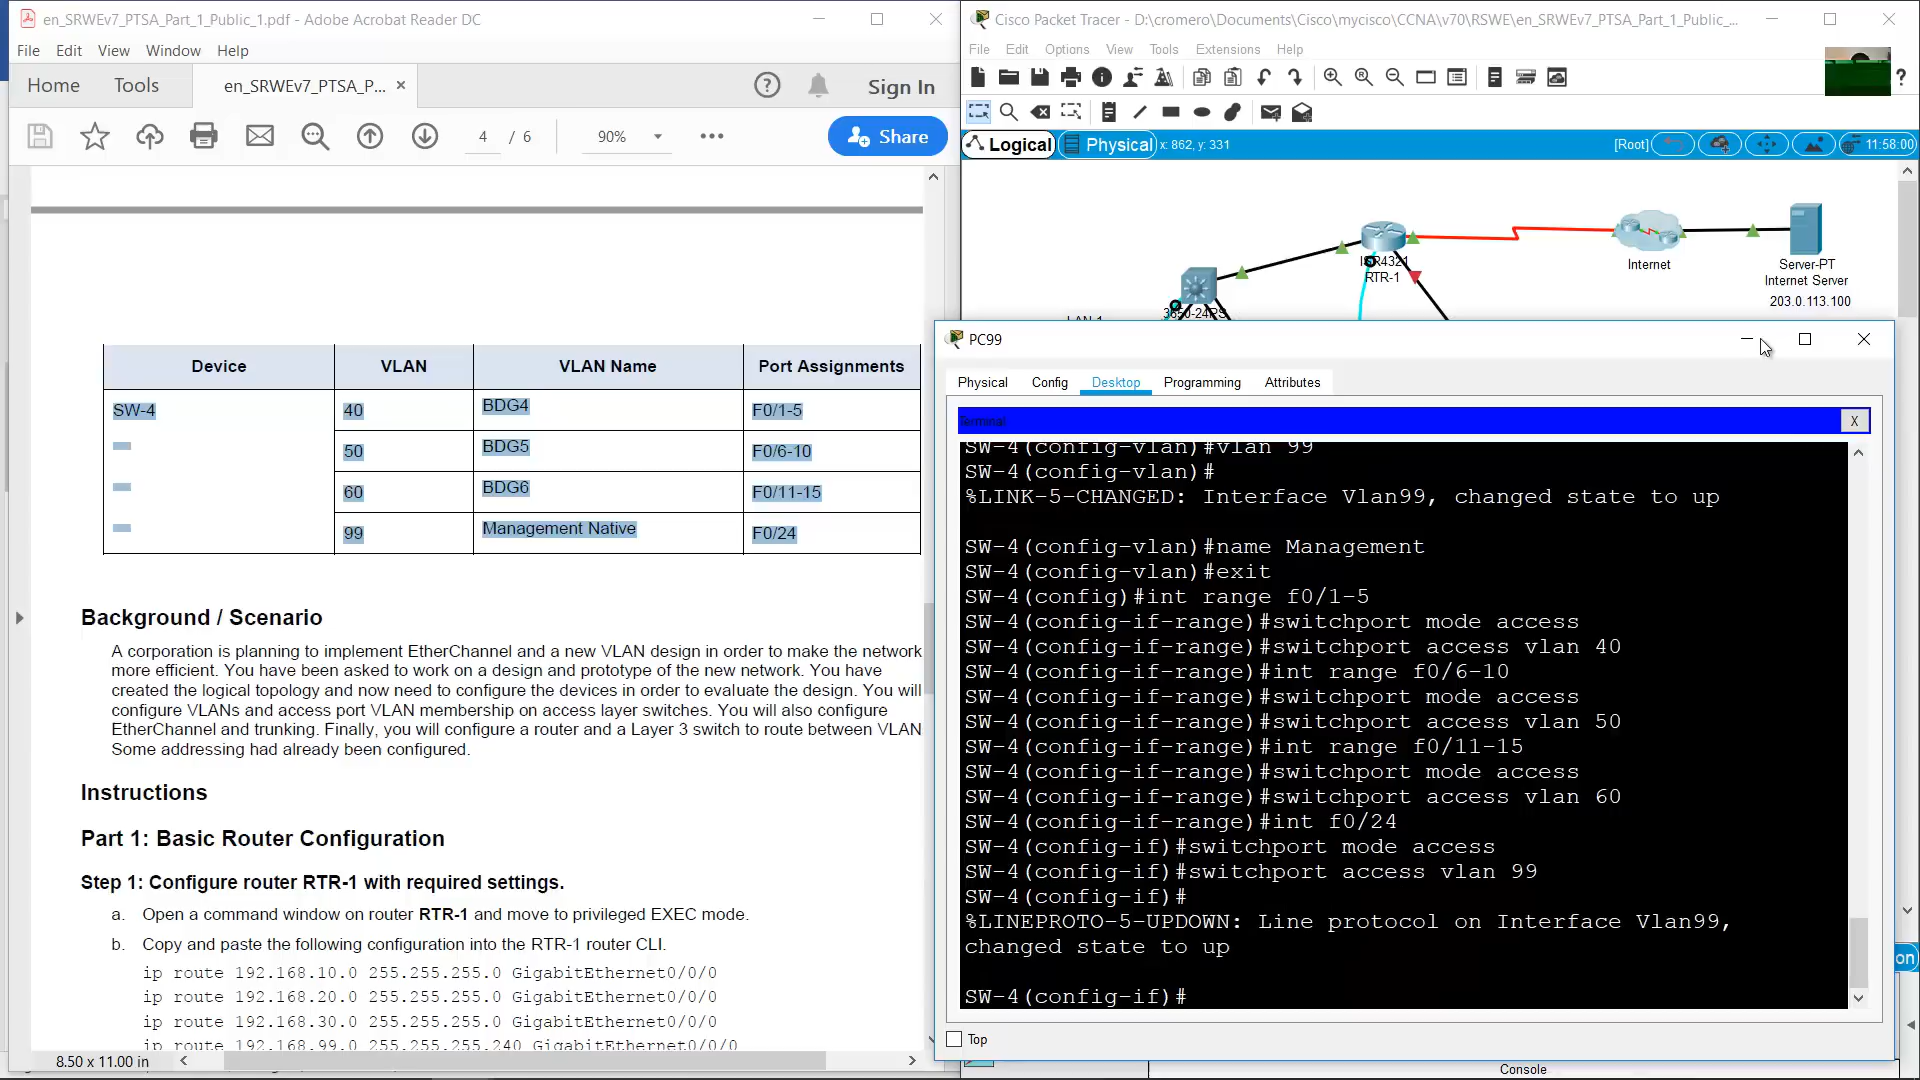 en_SRWEv7_PTSA_Part_1_Public_1.pdf - Adobe Acrobat Reader DC
File Edit View Window Help
Home Tools en_SRWEv7_PTSA_P... × Sign In
4 / 6 90% Share
Device VLAN VLAN Name Port Assignments
SW-4 40 BDG4 F0/1-5
50 BDG5 F0/6-10
60 BDG6 F0/11-15
99 Management Native F0/24
Background / Scenario
A corporation is planning to implement EtherChannel and a new VLAN design in order to make the network
more efficient. You have been asked to work on a design and prototype of the new network. You have
created the logical topology and now need to configure the devices in order to evaluate the design. You will
configure VLANs and access port VLAN membership on access layer switches. You will also configure
EtherChannel and trunking. Finally, you will configure a router and a Layer 3 switch to route between VLAN
Some addressing had already been configured.
Instructions
Part 1: Basic Router Configuration
Step 1: Configure router RTR-1 with required settings.
a. Open a command window on router RTR-1 and move to privileged EXEC mode.
b. Copy and paste the following configuration into the RTR-1 router CLI.
ip route 192.168.10.0 255.255.255.0 GigabitEthernet0/0/0
ip route 192.168.20.0 255.255.255.0 GigabitEthernet0/0/0
ip route 192.168.30.0 255.255.255.0 GigabitEthernet0/0/0
ip route 192.168.99.0 255.255.255.240 GigabitEthernet0/0/0
8.50 x 11.00 in
Cisco Packet Tracer - D:\cromero\Documents\Cisco\mycisco\CCNA\v70\RSWE\en_SRWEv7_PTSA_Part_1_Public_...
File Edit Options View Tools Extensions Help
?
Logical Physical x: 862, y: 331 [Root] 11:58:00
ISR4321
RTR-1
Internet
Server-PT
Internet Server
203.0.113.100
3650-24PS
LAN-1
PC99
Physical Config Desktop Programming Attributes
Terminal X
SW-4(config-vlan)#vlan 99
SW-4(config-vlan)#
%LINK-5-CHANGED: Interface Vlan99, changed state to up
SW-4(config-vlan)#name Management
SW-4(config-vlan)#exit
SW-4(config)#int range f0/1-5
SW-4(config-if-range)#switchport mode access
SW-4(config-if-range)#switchport access vlan 40
SW-4(config-if-range)#int range f0/6-10
SW-4(config-if-range)#switchport mode access
SW-4(config-if-range)#switchport access vlan 50
SW-4(config-if-range)#int range f0/11-15
SW-4(config-if-range)#switchport mode access
SW-4(config-if-range)#switchport access vlan 60
SW-4(config-if-range)#int f0/24
SW-4(config-if)#switchport mode access
SW-4(config-if)#switchport access vlan 99
SW-4(config-if)#
%LINEPROTO-5-UPDOWN: Line protocol on Interface Vlan99,
changed state to up
SW-4(config-if)#
Top
on
Console